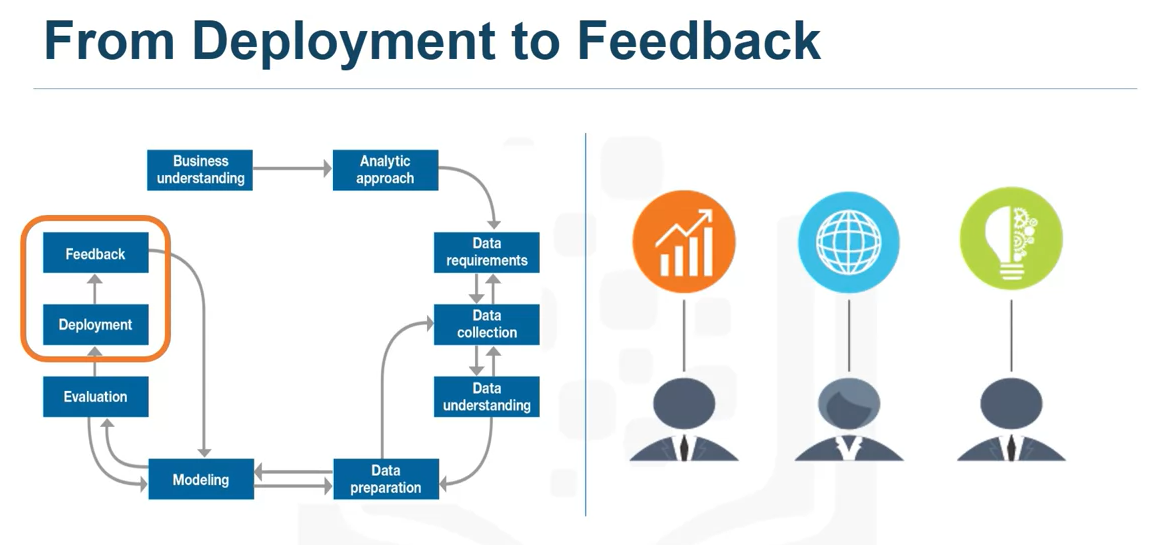 From Deployment to Feedback
Business
understanding
Analytic
approach
Feedback
Data
requirements
Deployment
Data
collection
Evaluation
Data
understanding
Modeling
Data
preparation